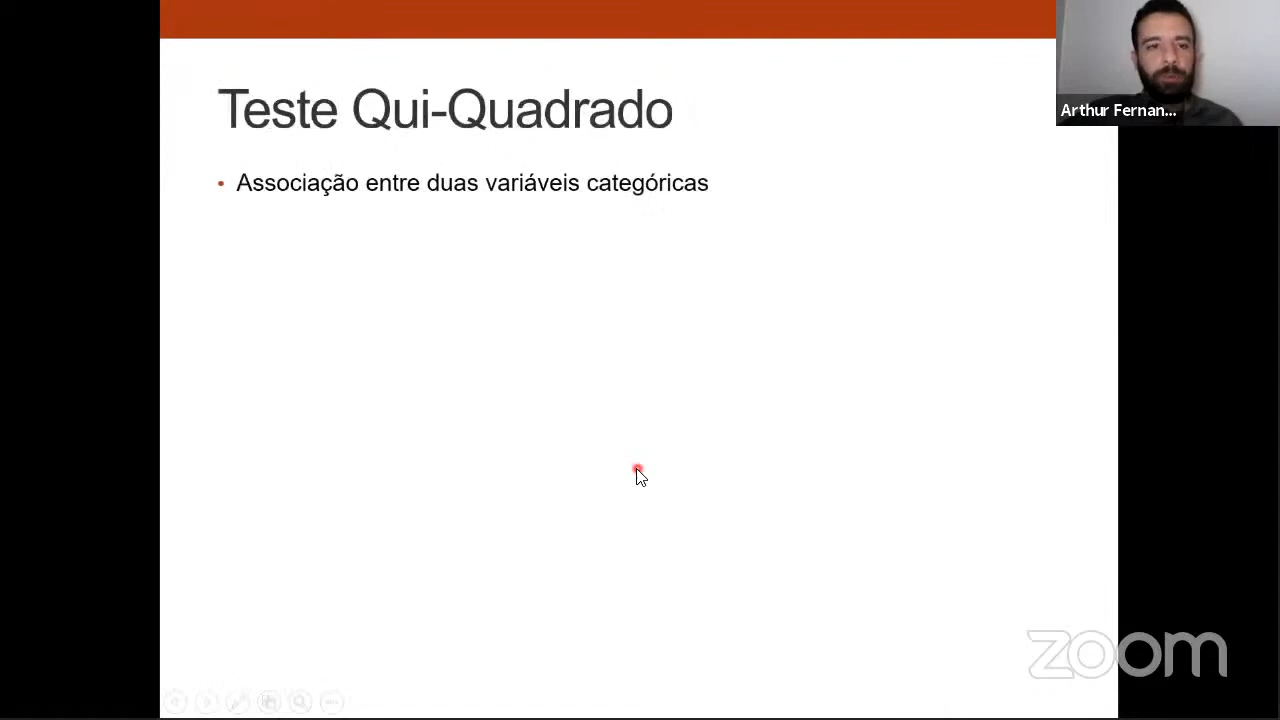 Teste Qui-Quadrado
• Associação entre duas variáveis categóricas
Arthur Fernan...
zoom